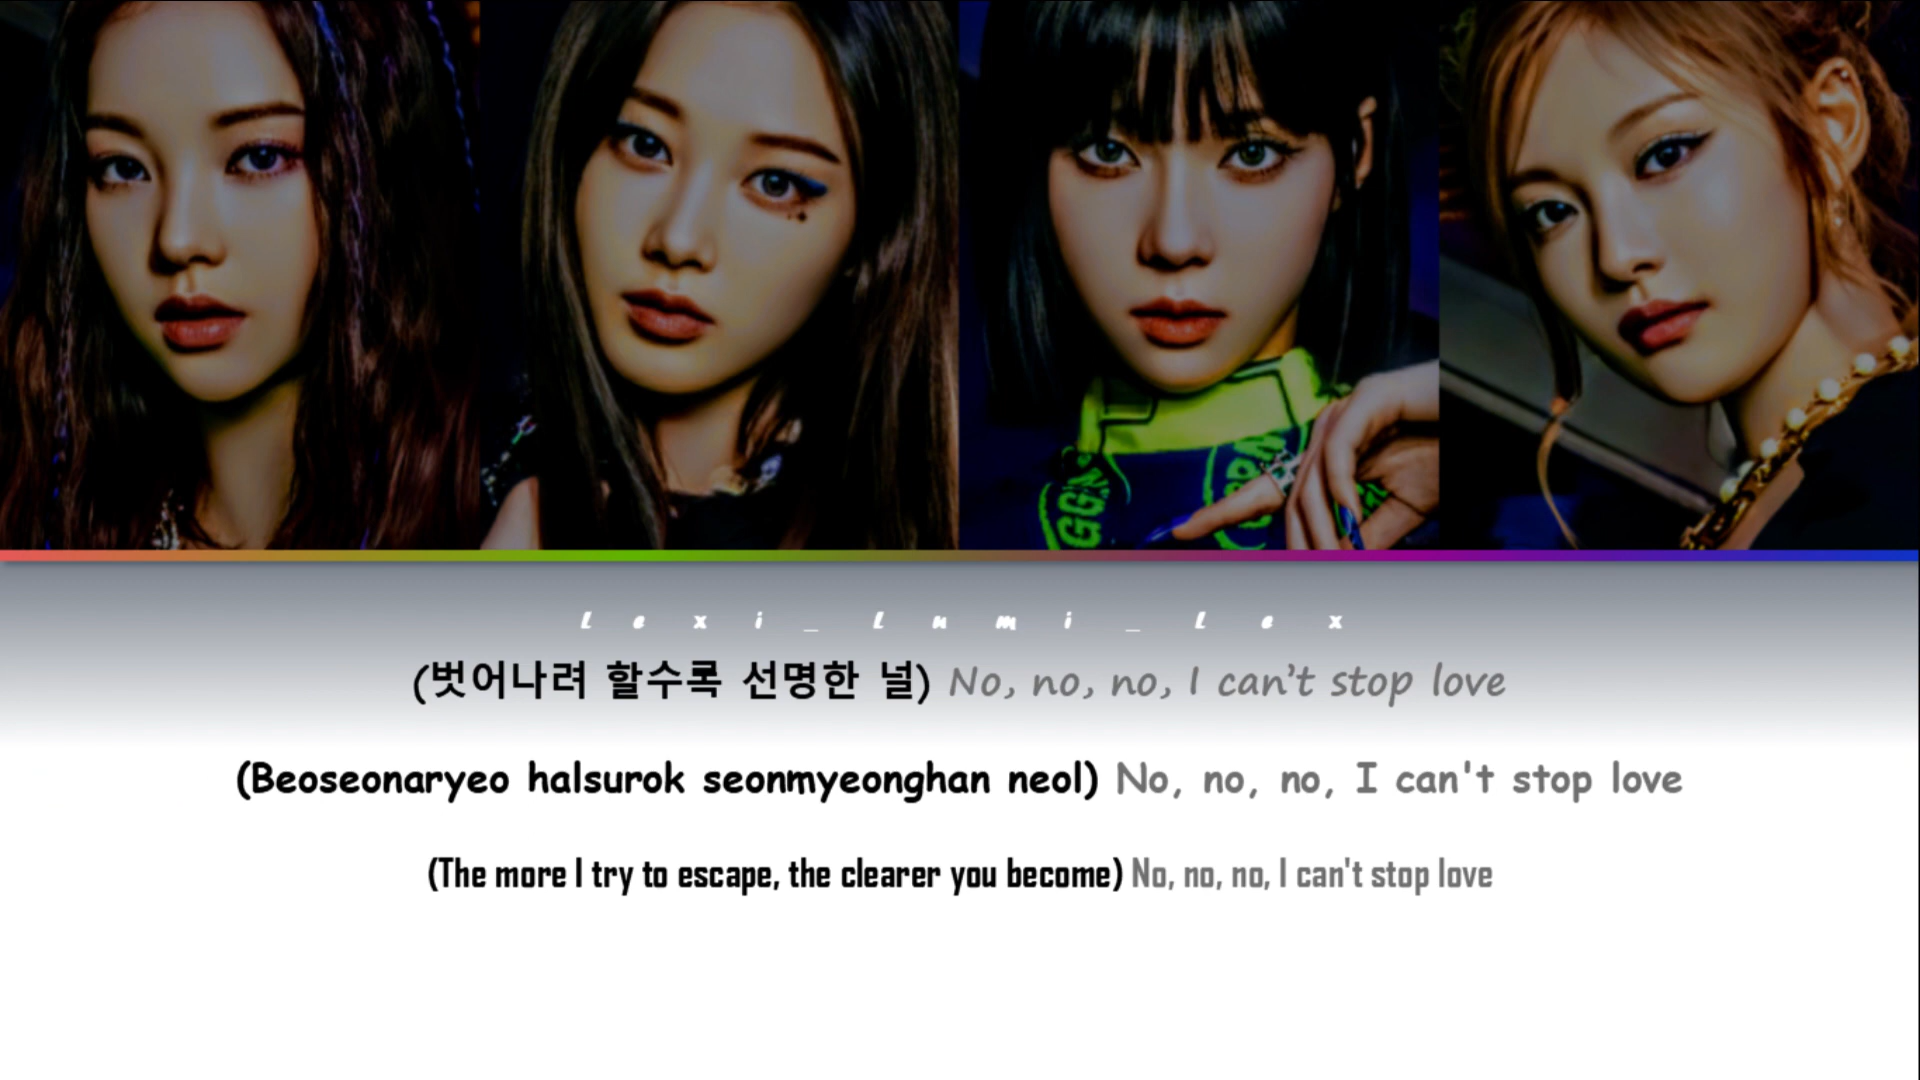 Lexi_Lumi_Lex
(벗어나려 할수록 선명한 널) No, no, no, I can’t stop love
(Beoseonaryeo halsurok seonmyeonghan neol) No, no, no, I can't stop love
(The more I try to escape, the clearer you become) No, no, no, I can't stop love